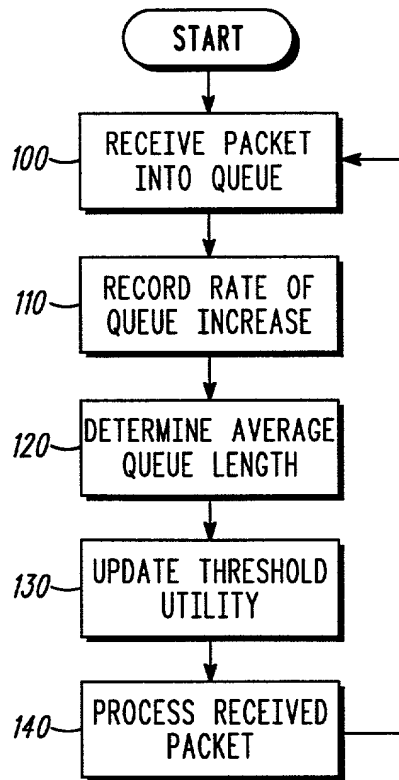 START
100
RECEIVE PACKET
INTO QUEUE
110
RECORD RATE OF
QUEUE INCREASE
120
DETERMINE AVERAGE
QUEUE LENGTH
130
UPDATE THRESHOLD
UTILITY
140
PROCESS RECEIVED
PACKET